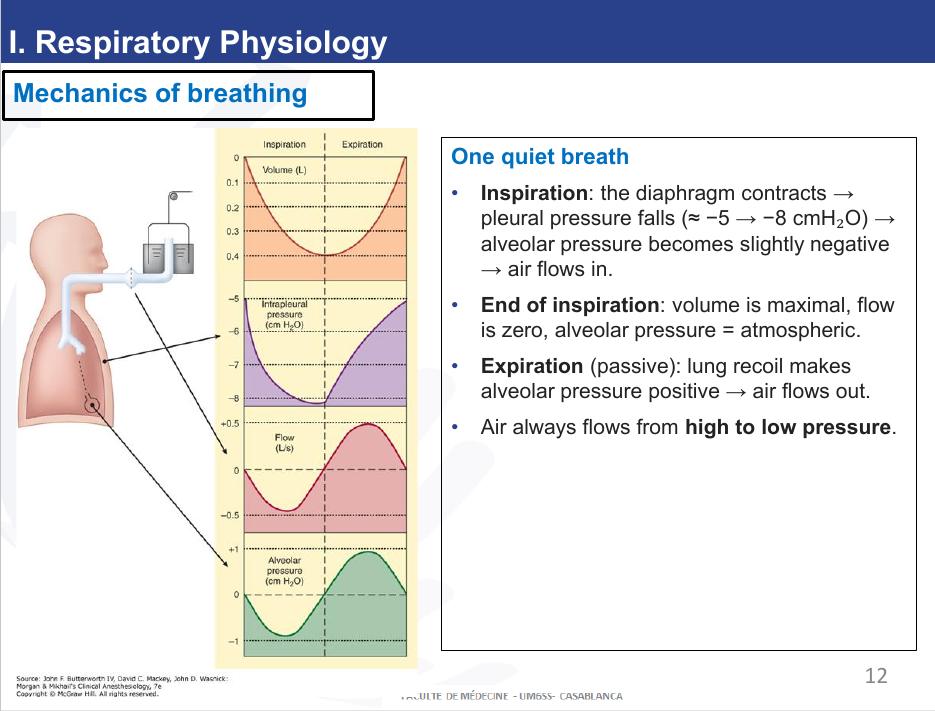 I. Respiratory Physiology
Mechanics of breathing
Inspiration
Expiration
Volume (L)
0
0.1
0.2
0.3
0.4
Intrapleural
pressure
(cm H₂O)
–5
–6
–7
–8
Flow
(L/s)
+0.5
0
–0.5
Alveolar
pressure
(cm H₂O)
+1
0
–1
One quiet breath
• Inspiration: the diaphragm contracts →
pleural pressure falls (≈ −5 → −8 cmH₂O) →
alveolar pressure becomes slightly negative
→ air flows in.
• End of inspiration: volume is maximal, flow
is zero, alveolar pressure = atmospheric.
• Expiration (passive): lung recoil makes
alveolar pressure positive → air flows out.
• Air always flows from high to low pressure.
Source: John F. Butterworth IV, David C. Mackey, John D. Wasnick:
Morgan & Mikhail's Clinical Anesthesiology, 7e
Copyright © McGraw Hill. All rights reserved.
FACULTE DE MÉDECINE - UM6SS- CASABLANCA
12